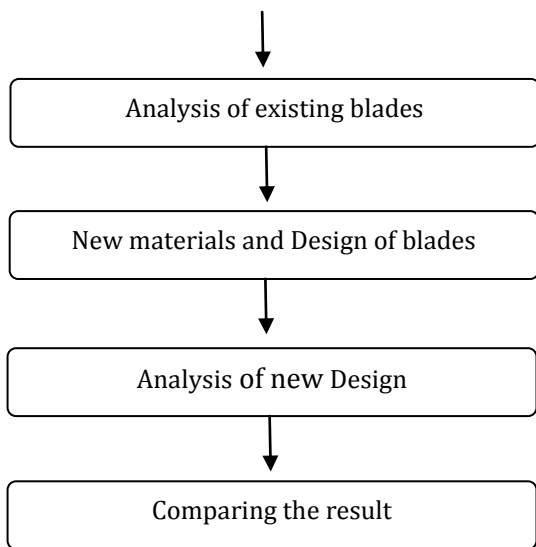 Analysis of existing blades
New materials and Design of blades
Analysis of new Design
Comparing the result